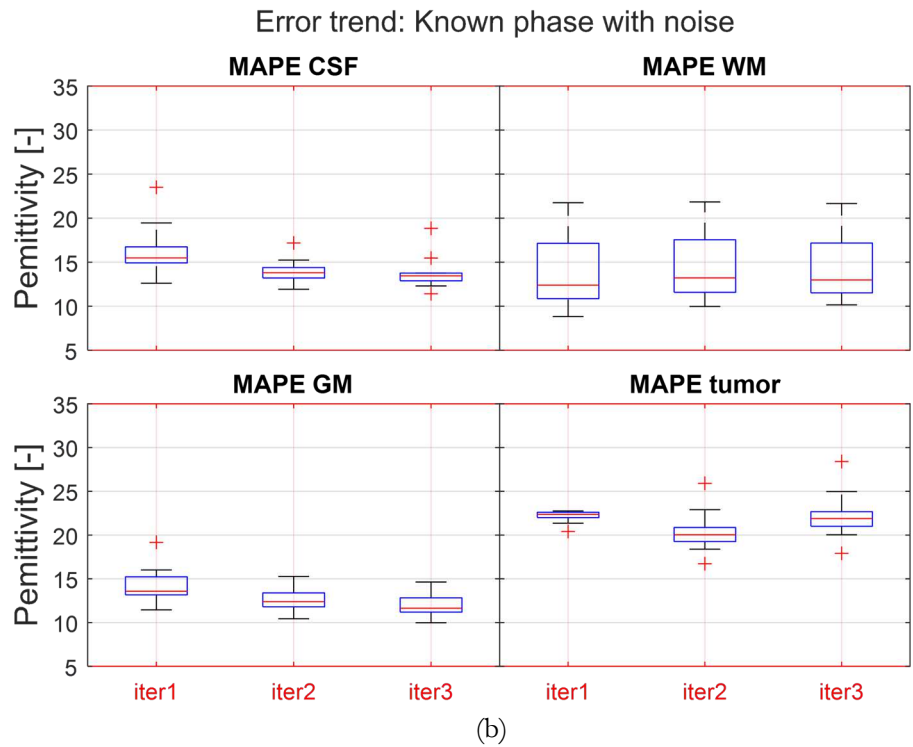 Error trend: Known phase with noise
MAPE CSF
MAPE WM
35
30
25
20
15
10
5
Pemittivity [-]
MAPE GM
MAPE tumor
35
30
25
20
15
10
5
Pemittivity [-]
iter1
iter2
iter3
iter1
iter2
iter3
(b)